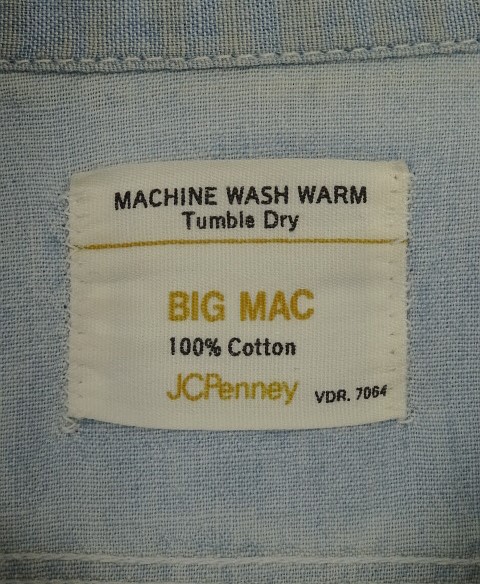 MACHINE WASH WARM
Tumble Dry
BIG MAC
100% Cotton
JCPenney VDR. 7064